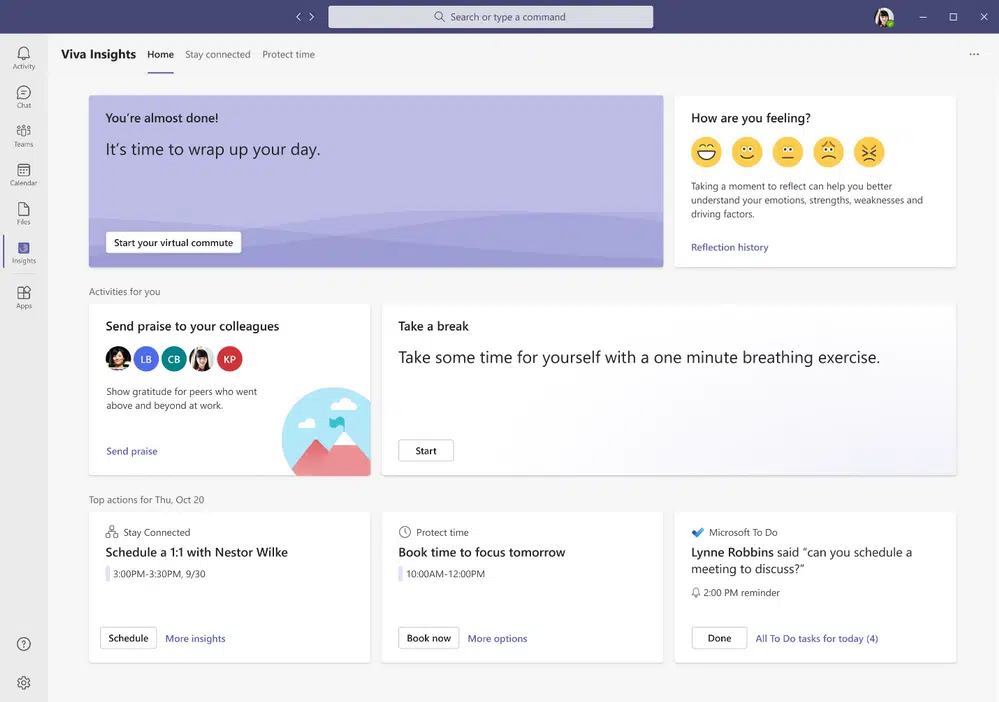 Search or type a command
Activity
Chat
Teams
Calendar
Files
Insights
Apps
Viva Insights Home Stay connected Protect time
You're almost done!
It's time to wrap up your day.
Start your virtual commute
How are you feeling?
Taking a moment to reflect can help you better
understand your emotions, strengths, weaknesses and
driving factors.
Reflection history
Activities for you
Send praise to your colleagues
LB CB KP
Show gratitude for peers who went
above and beyond at work.
Send praise
Take a break
Take some time for yourself with a one minute breathing exercise.
Start
Top actions for Thu, Oct 20
Stay Connected
Schedule a 1:1 with Nestor Wilke
3:00PM-3:30PM, 9/30
Schedule More insights
Protect time
Book time to focus tomorrow
10:00AM-12:00PM
Book now More options
Microsoft To Do
Lynne Robbins said “can you schedule a
meeting to discuss?”
2:00 PM reminder
Done All To Do tasks for today (4)